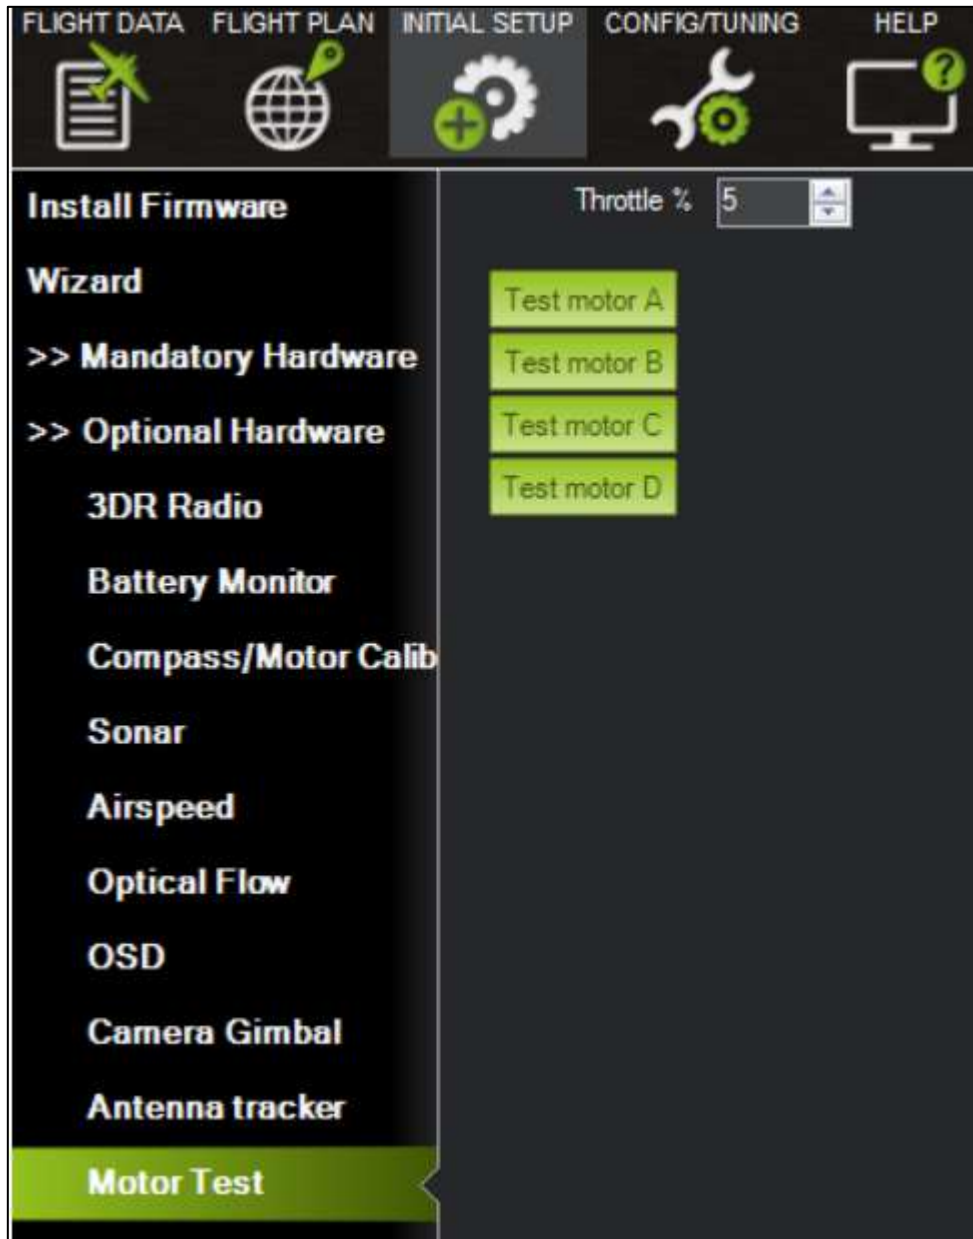 FLIGHT DATA FLIGHT PLAN INITIAL SETUP CONFIG/TUNING HELP
?
Install Firmware
Wizard
>> Mandatory Hardware
>> Optional Hardware
3DR Radio
Battery Monitor
Compass/Motor Calib
Sonar
Airspeed
Optical Flow
OSD
Camera Gimbal
Antenna tracker
Motor Test
Throttle % 5
Test motor A
Test motor B
Test motor C
Test motor D